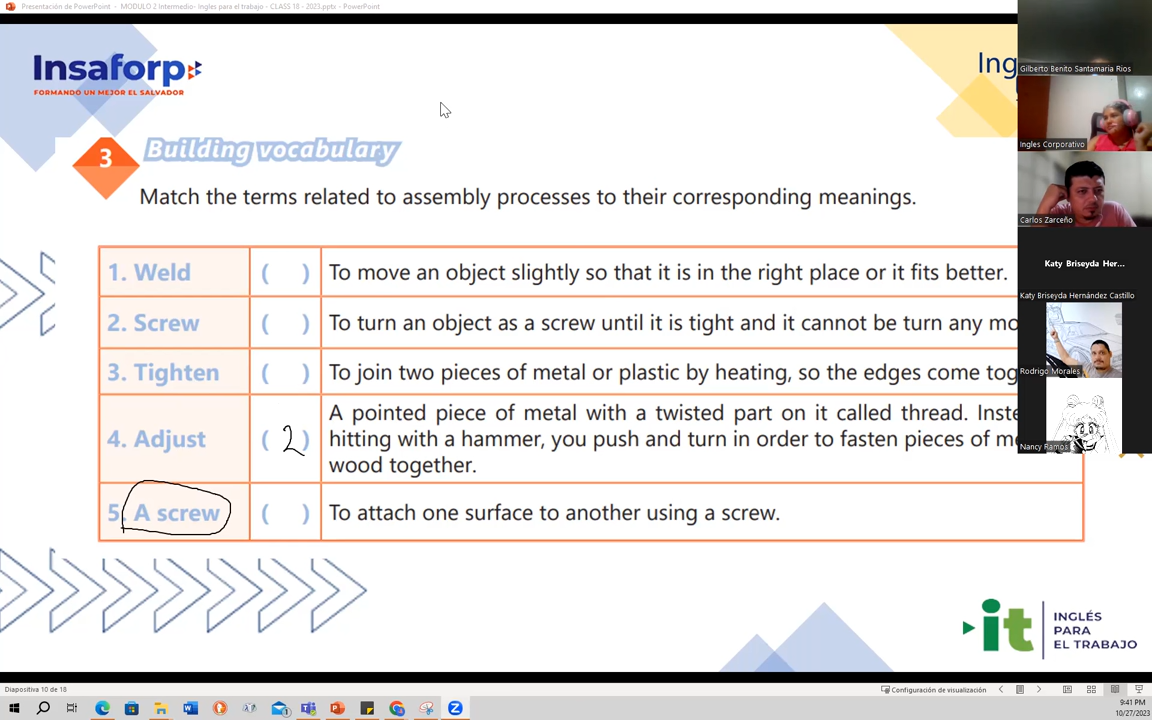 Presentación de PowerPoint - MODULO 2 Intermedio- Ingles para el trabajo - CLASS 18 - 2023.pptx - PowerPoint
Insaforp
FORMANDO UN MEJOR EL SALVADOR
Ing
3
Building vocabulary
Match the terms related to assembly processes to their corresponding meanings.
1. Weld ( ) To move an object slightly so that it is in the right place or it fits better.
2. Screw ( ) To turn an object as a screw until it is tight and it cannot be turn any mo
3. Tighten ( ) To join two pieces of metal or plastic by heating, so the edges come tog
4. Adjust ( 2 ) A pointed piece of metal with a twisted part on it called thread. Inste
hitting with a hammer, you push and turn in order to fasten pieces of me
wood together.
5. A screw ( ) To attach one surface to another using a screw.
Gilberto Benito Santamaria Rios
Ingles Corporativo
Carlos Zarceño
Katy Briseyda Her...
Katy Briseyda Hernández Castillo
Rodrigo Morales
Nancy Ramos
it
INGLÉS
PARA
EL TRABAJO
Diapositiva 10 de 18
Configuración de visualización
9:41 PM
10/27/2023